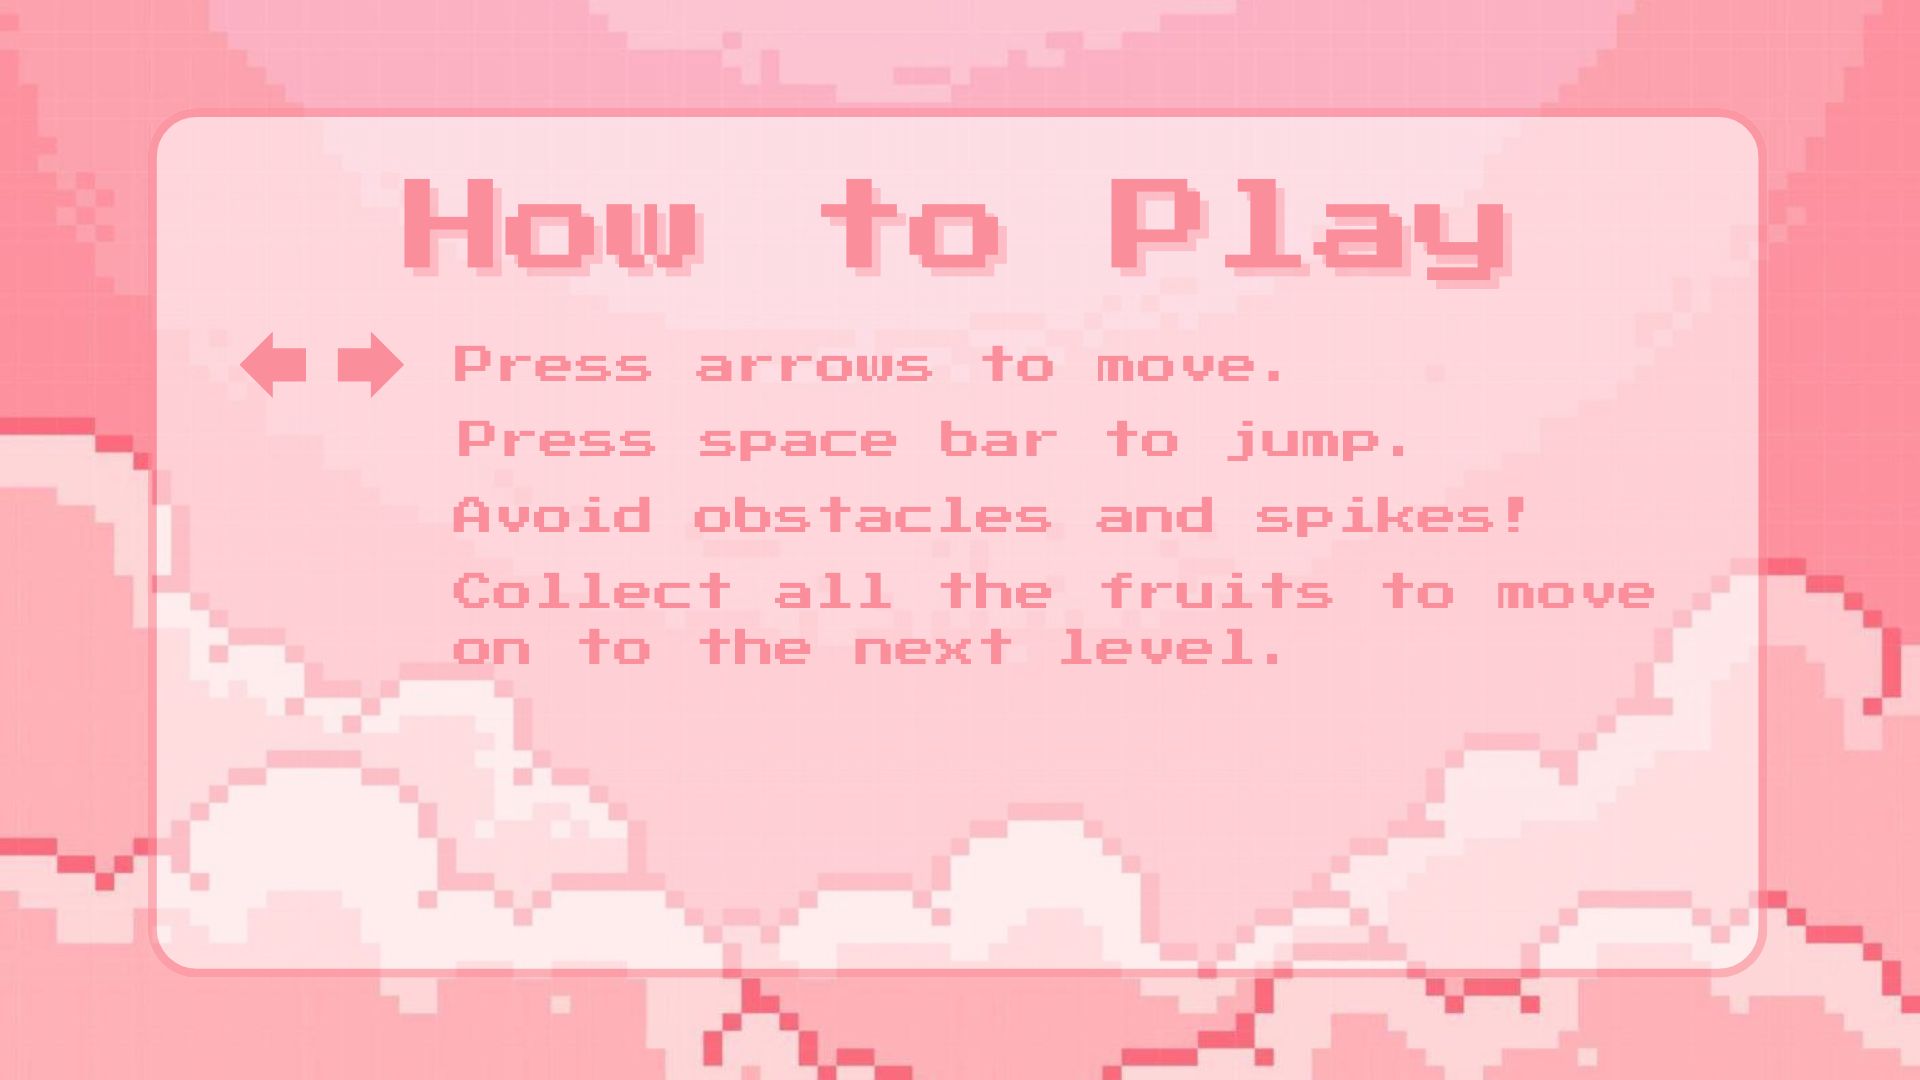 How to Play
Press arrows to move.
Press space bar to jump.
Avoid obstacles and spikes!
Collect all the fruits to move
on to the next level.